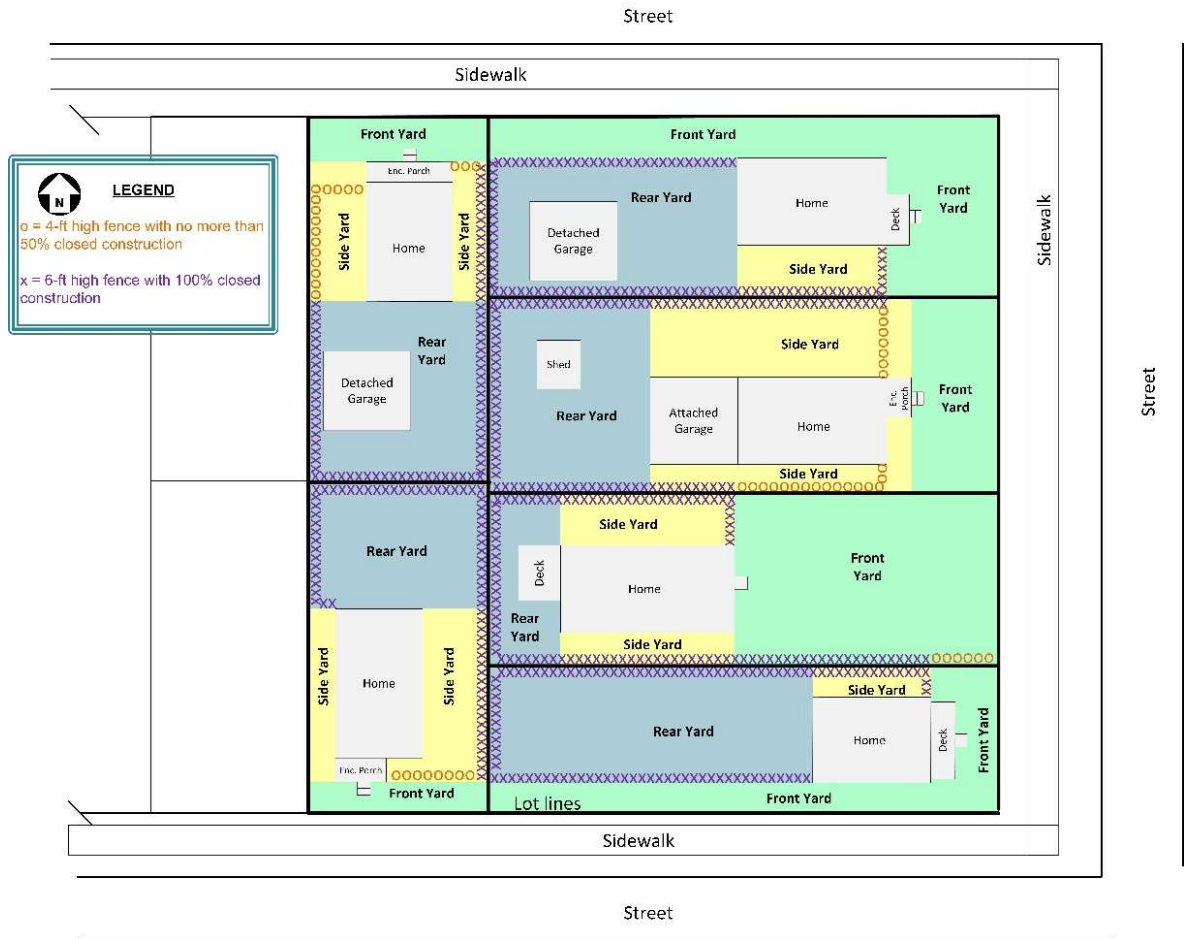 Street
Sidewalk
Front Yard
Front Yard
LEGEND
N
o = 4-ft high fence with no more than
50% closed construction
x = 6-ft high fence with 100% closed
construction
Enc. Porch
Side Yard
Home
Side Yard
Rear Yard
Detached
Garage
Home
Deck
Front
Yard
Side Yard
Sidewalk
Rear
Yard
Detached
Garage
Shed
Side Yard
Rear Yard
Attached
Garage
Home
Enc.
Porch
Front
Yard
Side Yard
Street
Rear Yard
Side Yard
Deck
Home
Front
Yard
Rear
Yard
Side Yard
Side Yard
Home
Side Yard
Enc. Porch
Front Yard
Side Yard
Rear Yard
Home
Deck
Front Yard
Lot lines
Front Yard
Sidewalk
Street